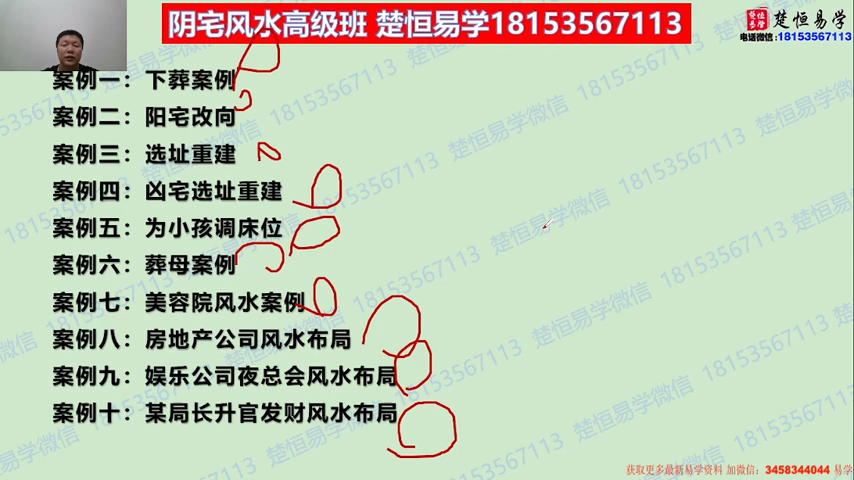 阴宅风水高级班 楚恒易学18153567113
楚恒易学
电话微信:18153567113
案例一：下葬案例
案例二：阳宅改向
案例三：选址重建
案例四：凶宅选址重建
案例五：为小孩调床位
案例六：葬母案例
案例七：美容院风水案例
案例八：房地产公司风水布局
案例九：娱乐公司夜总会风水布局
案例十：某局长升官发财风水布局
楚恒易学微信 18153567113
获取更多最新易学资料 加微信：3458344044 易学